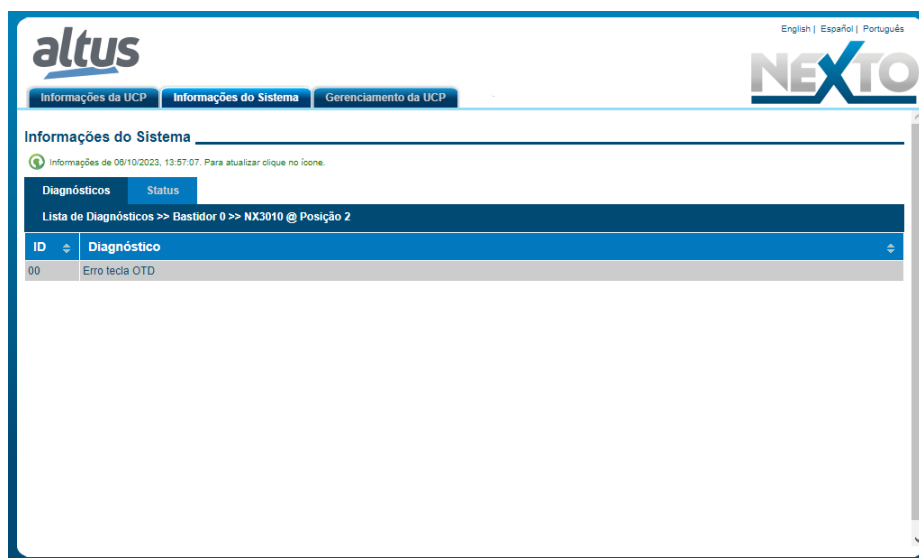 English | Español | Português
altus
NEXTO
Informações da UCP
Informações do Sistema
Gerenciamento da UCP
Informações do Sistema
Informações de 06/10/2023, 13:57:07. Para atualizar clique no ícone.
Diagnósticos
Status
Lista de Diagnósticos >> Bastidor 0 >> NX3010 @ Posição 2
ID
Diagnóstico
00
Erro tecla OTD